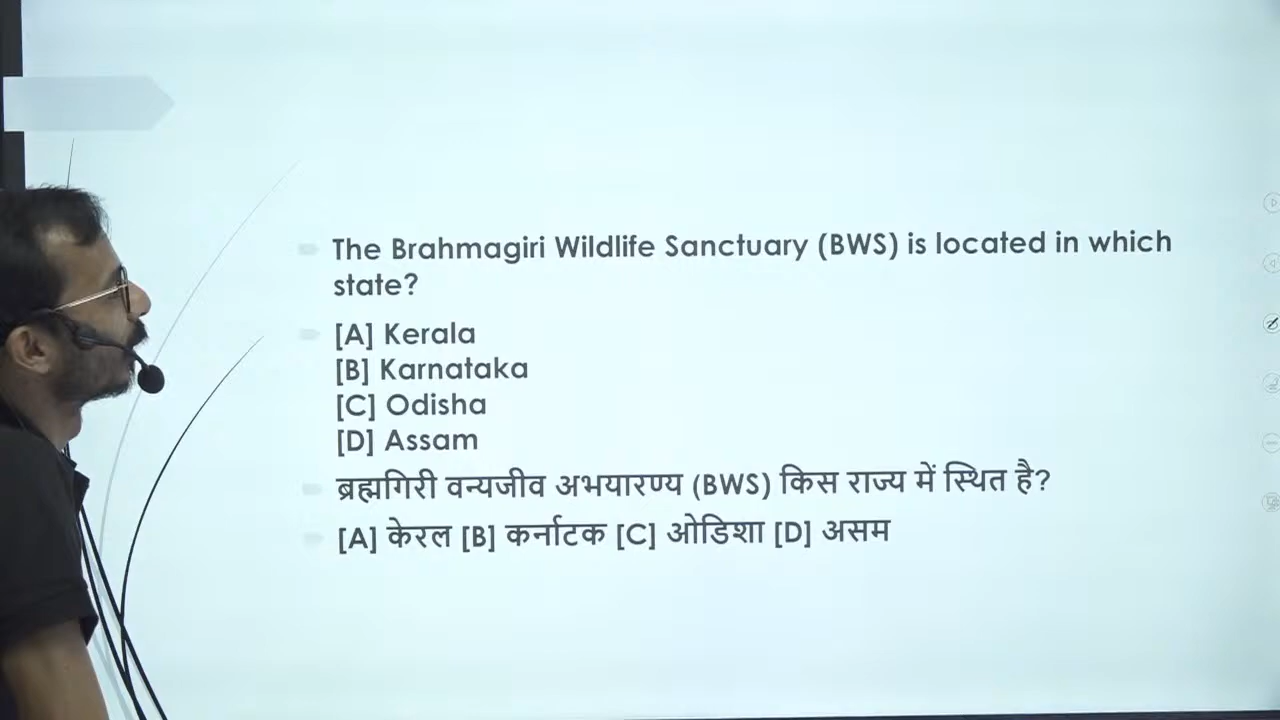 The Brahmagiri Wildlife Sanctuary (BWS) is located in which
state?
[A] Kerala
[B] Karnataka
[C] Odisha
[D] Assam
ब्रह्मगिरी वन्यजीव अभयारण्य (BWS) किस राज्य में स्थित है?
[A] केरल [B] कर्नाटक [C] ओडिशा [D] असम